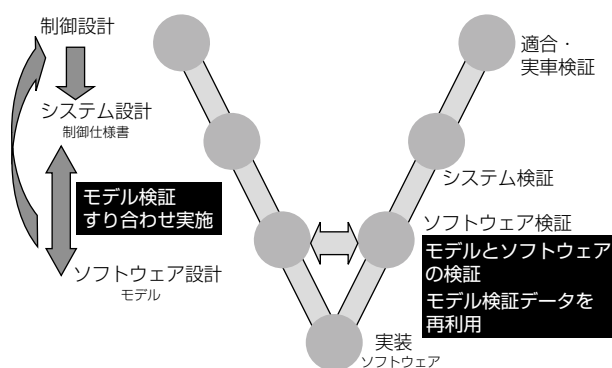 制御設計
システム設計
制御仕様書
モデル検証
すり合わせ実施
ソフトウェア設計
モデル
適合・
実車検証
システム検証
ソフトウェア検証
モデルとソフトウェア
の検証
モデル検証データを
再利用
実装
ソフトウェア